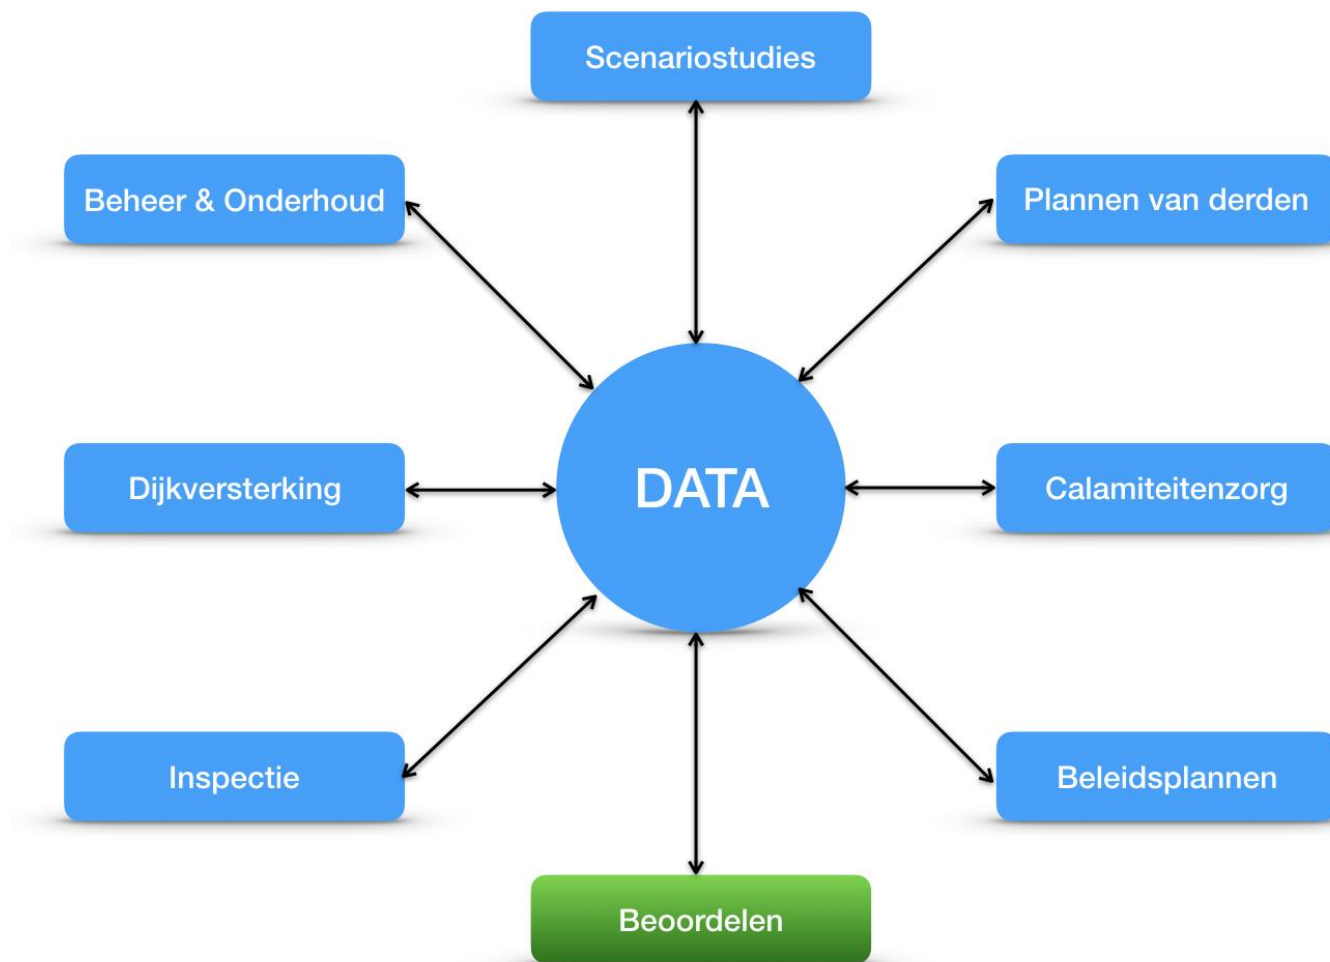 Scenariostudies
Beheer & Onderhoud
Plannen van derden
Dijkversterking
DATA
Calamiteitenzorg
Inspectie
Beleidsplannen
Beoordelen